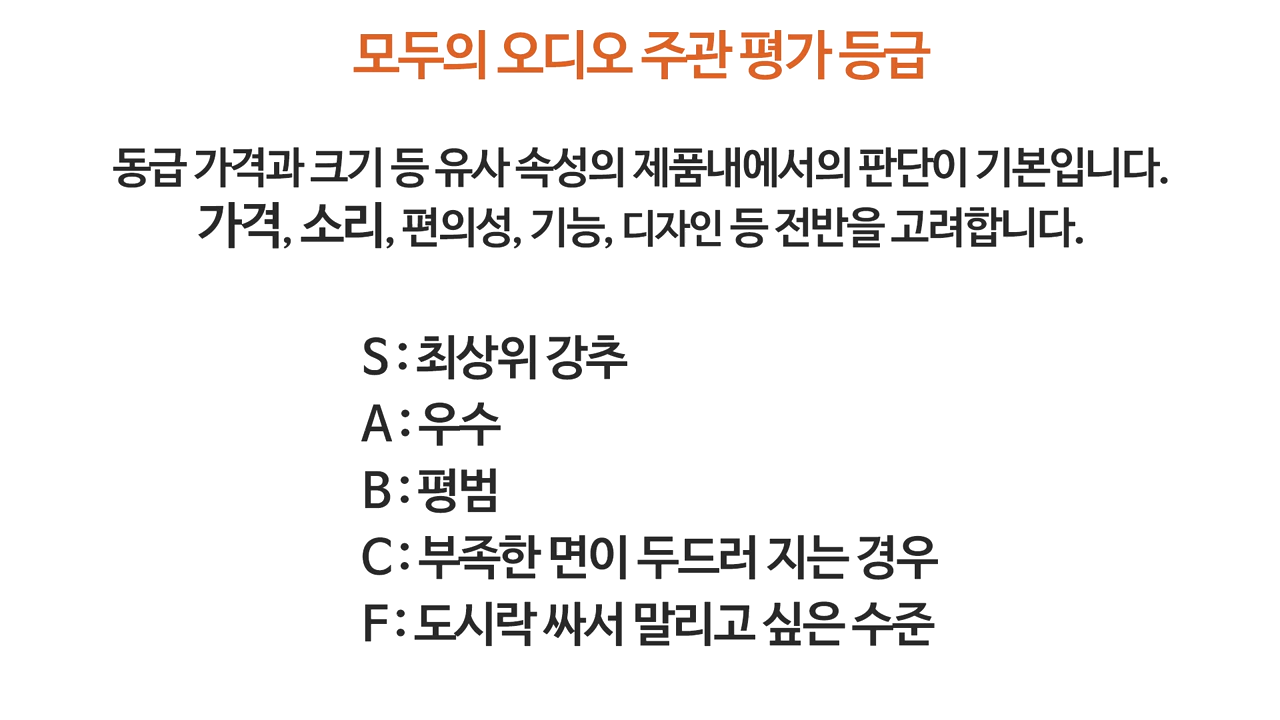 모두의 오디오 주관 평가 등급
동급 가격과 크기 등 유사 속성의 제품내에서의 판단이 기본입니다.
가격, 소리, 편의성, 기능, 디자인 등 전반을 고려합니다.
S : 최상위 강추
A : 우수
B : 평범
C : 부족한 면이 두드러 지는 경우
F : 도시락 싸서 말리고 싶은 수준